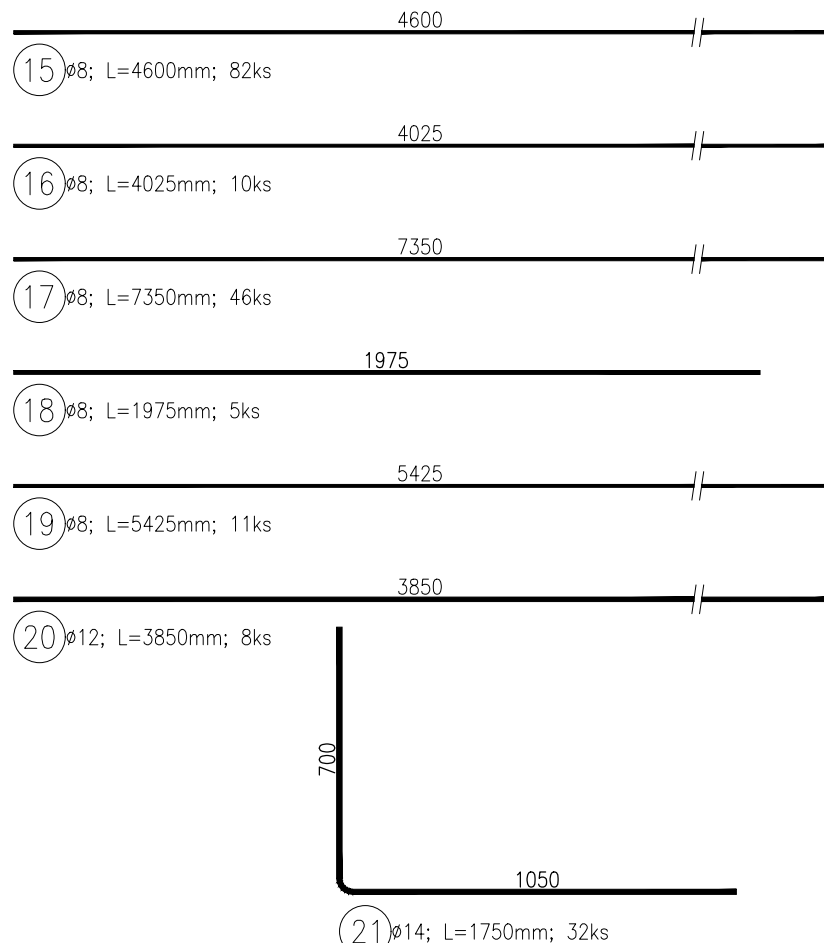 4600
15 ø8; L=4600mm; 82ks
4025
16 ø8; L=4025mm; 10ks
7350
17 ø8; L=7350mm; 46ks
1975
18 ø8; L=1975mm; 5ks
5425
19 ø8; L=5425mm; 11ks
3850
20 ø12; L=3850mm; 8ks
700
1050
21 ø14; L=1750mm; 32ks